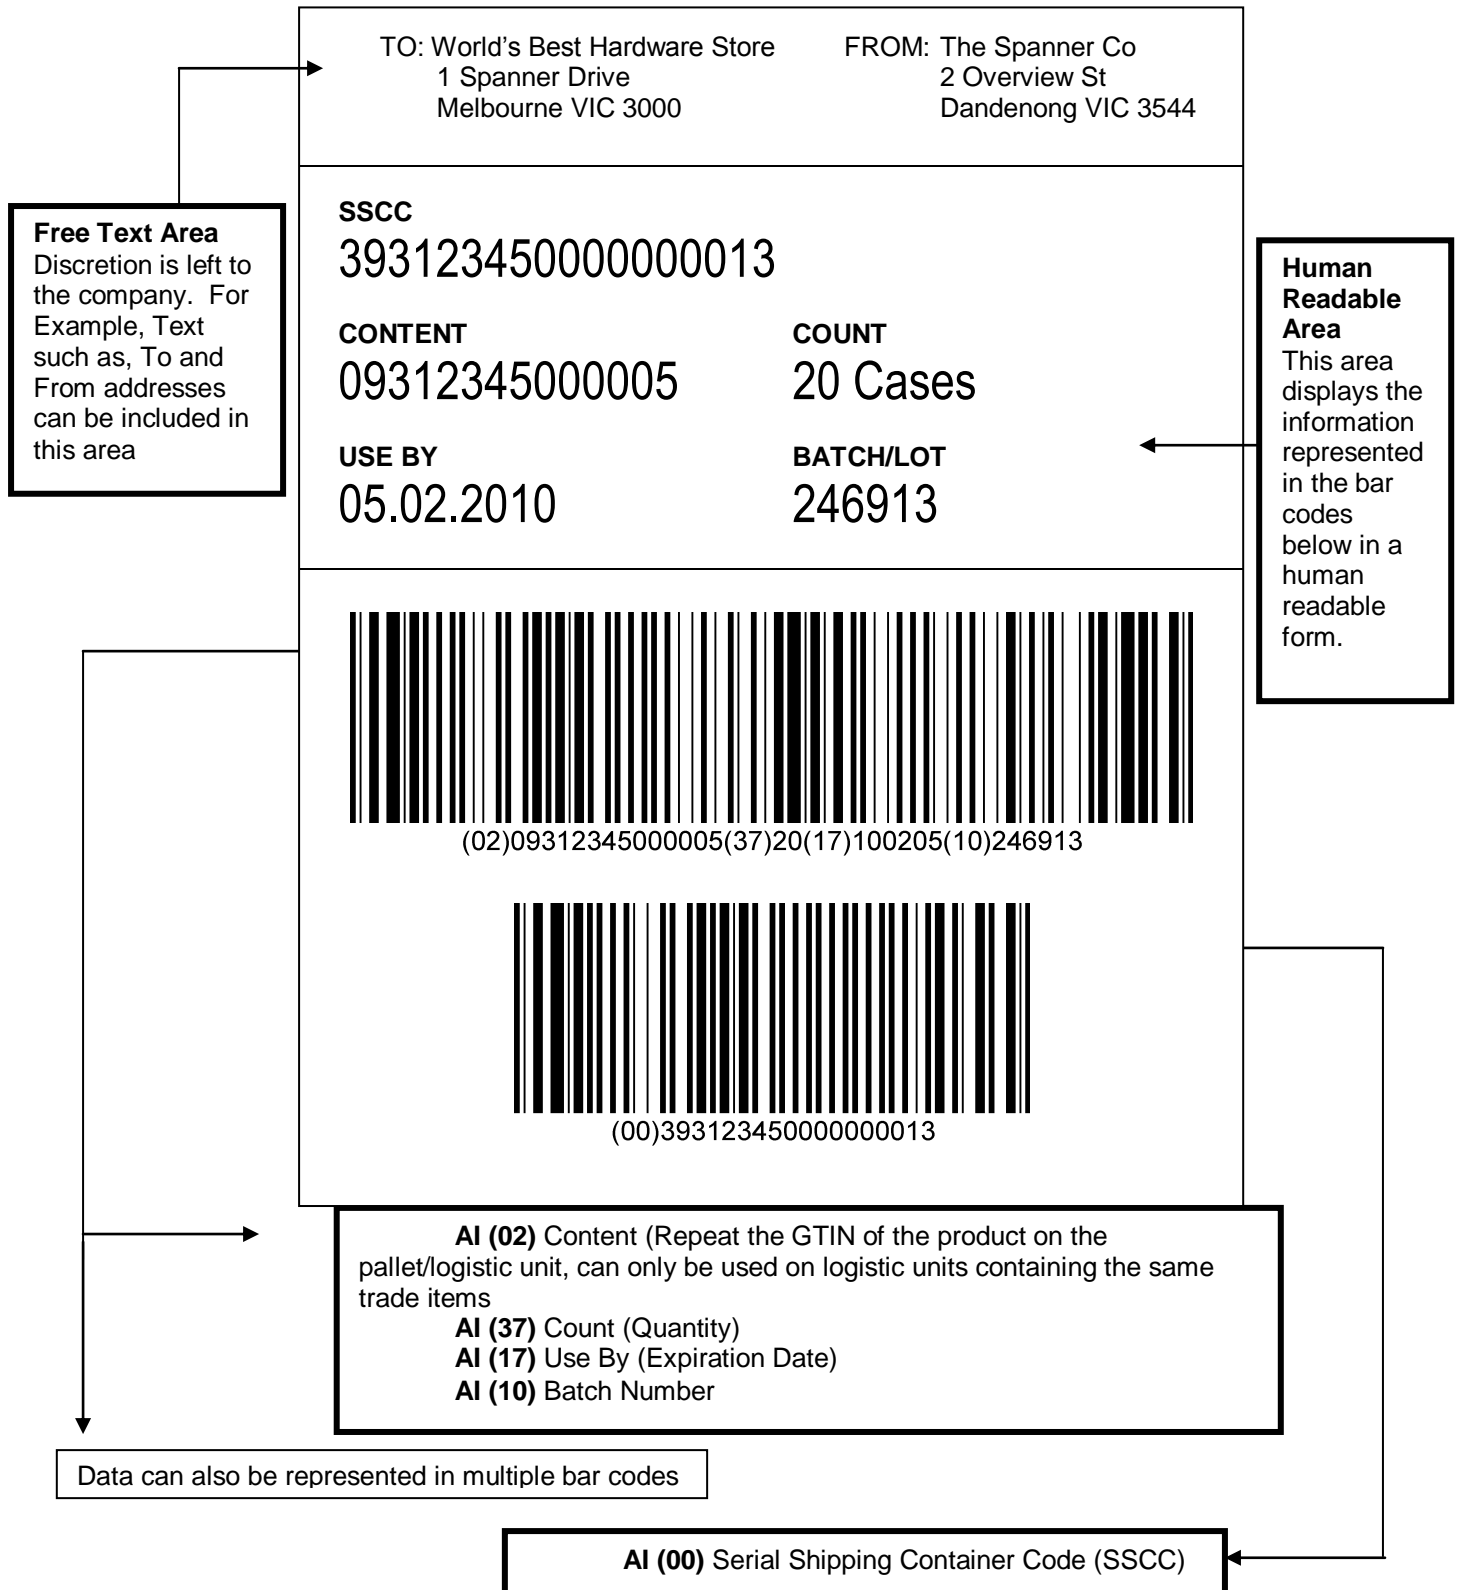 TO: World's Best Hardware Store
1 Spanner Drive
Melbourne VIC 3000
FROM: The Spanner Co
2 Overview St
Dandenong VIC 3544
Free Text Area
Discretion is left to
the company.  For
Example, Text
such as, To and
From addresses
can be included in
this area
SSCC
393123450000000013
CONTENT
09312345000005
COUNT
20 Cases
USE BY
05.02.2010
BATCH/LOT
246913
Human
Readable
Area
This area
displays the
information
represented
in the bar
codes
below in a
human
readable
form.
(02)09312345000005(37)20(17)100205(10)246913
(00)393123450000000013
AI (02) Content (Repeat the GTIN of the product on the
pallet/logistic unit, can only be used on logistic units containing the same
trade items
AI (37) Count (Quantity)
AI (17) Use By (Expiration Date)
AI (10) Batch Number
Data can also be represented in multiple bar codes
AI (00) Serial Shipping Container Code (SSCC)